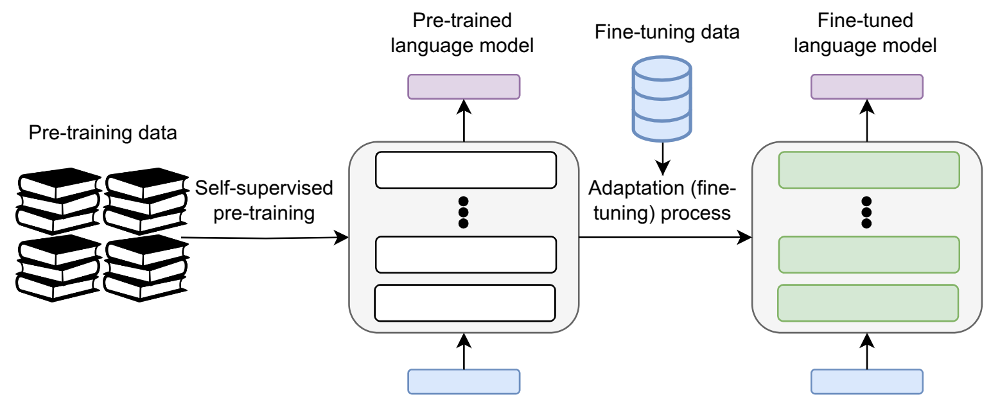 Pre-training data
Self-supervised
pre-training
Pre-trained
language model
Fine-tuning data
Adaptation (fine-
tuning) process
Fine-tuned
language model